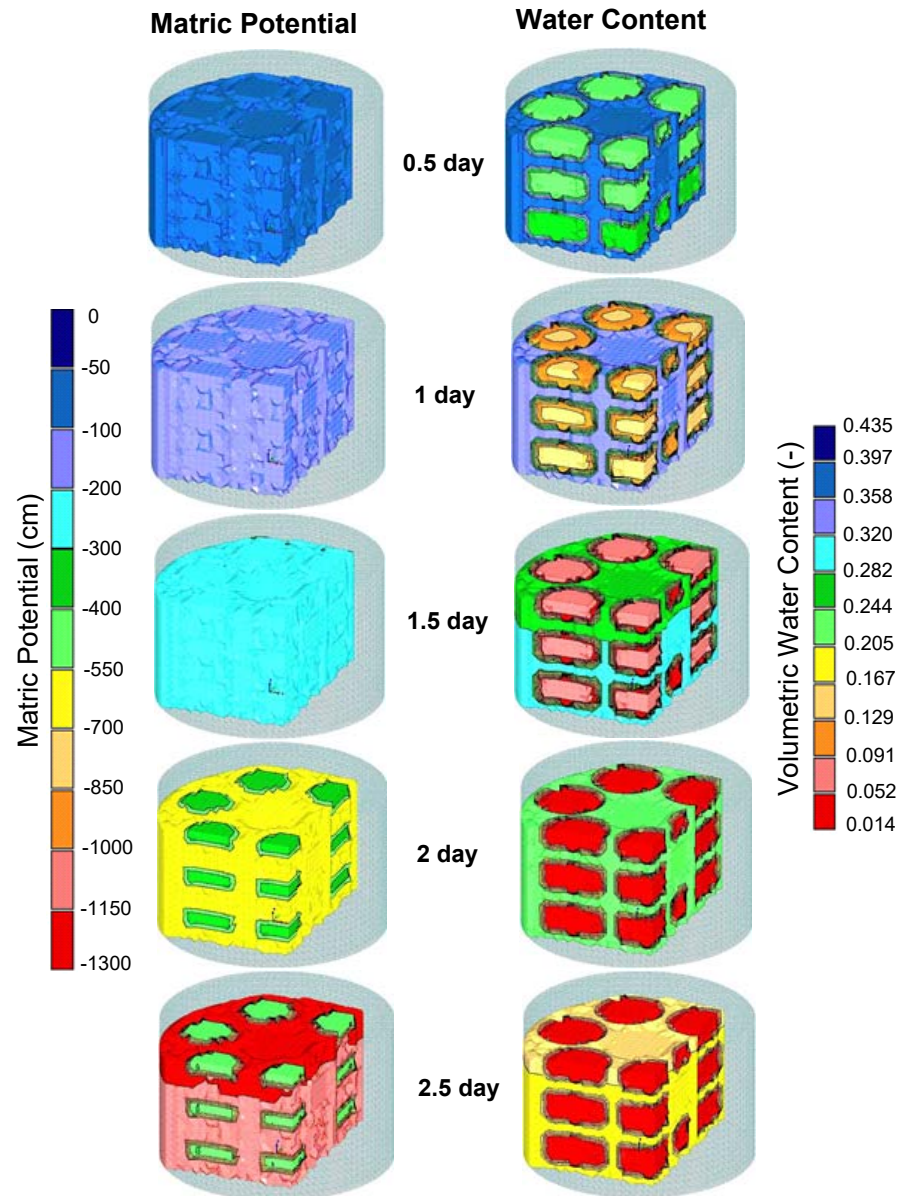 Matric Potential
Water Content
0.5 day
1 day
1.5 day
2 day
2.5 day
Matric Potential (cm)
0
-50
-100
-200
-300
-400
-550
-700
-850
-1000
-1150
-1300
Volumetric Water Content (-)
0.435
0.397
0.358
0.320
0.282
0.244
0.205
0.167
0.129
0.091
0.052
0.014